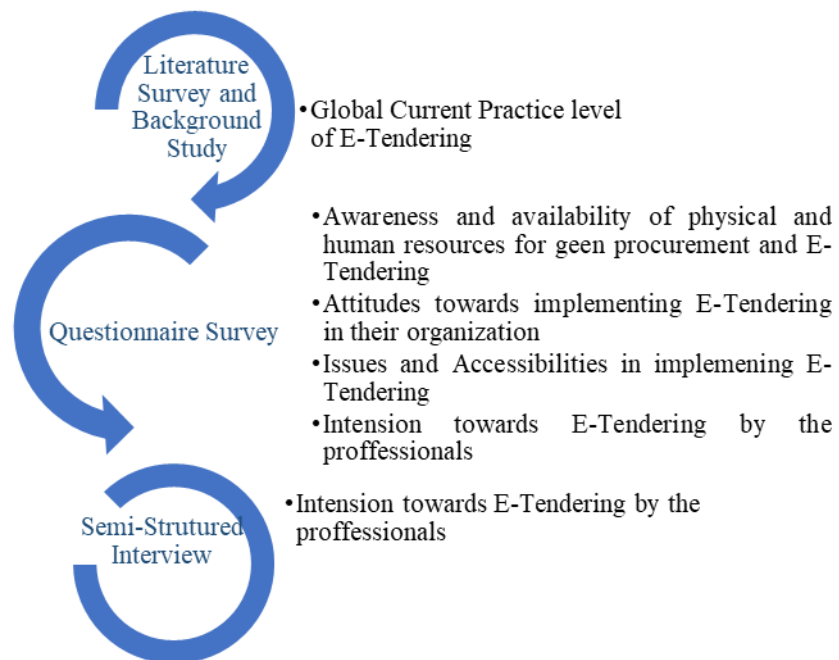 Literature
Survey and
Background
Study
•Global Current Practice level
of E-Tendering
Questionnaire Survey
•Awareness and availability of physical and
human resources for geen procurement and E-
Tendering
•Attitudes towards implementing E-Tendering
in their organization
•Issues and Accessibilities in implemening E-
Tendering
•Intension towards E-Tendering by the
proffessionals
Semi-Strutured
Interview
•Intension towards E-Tendering by the
proffessionals